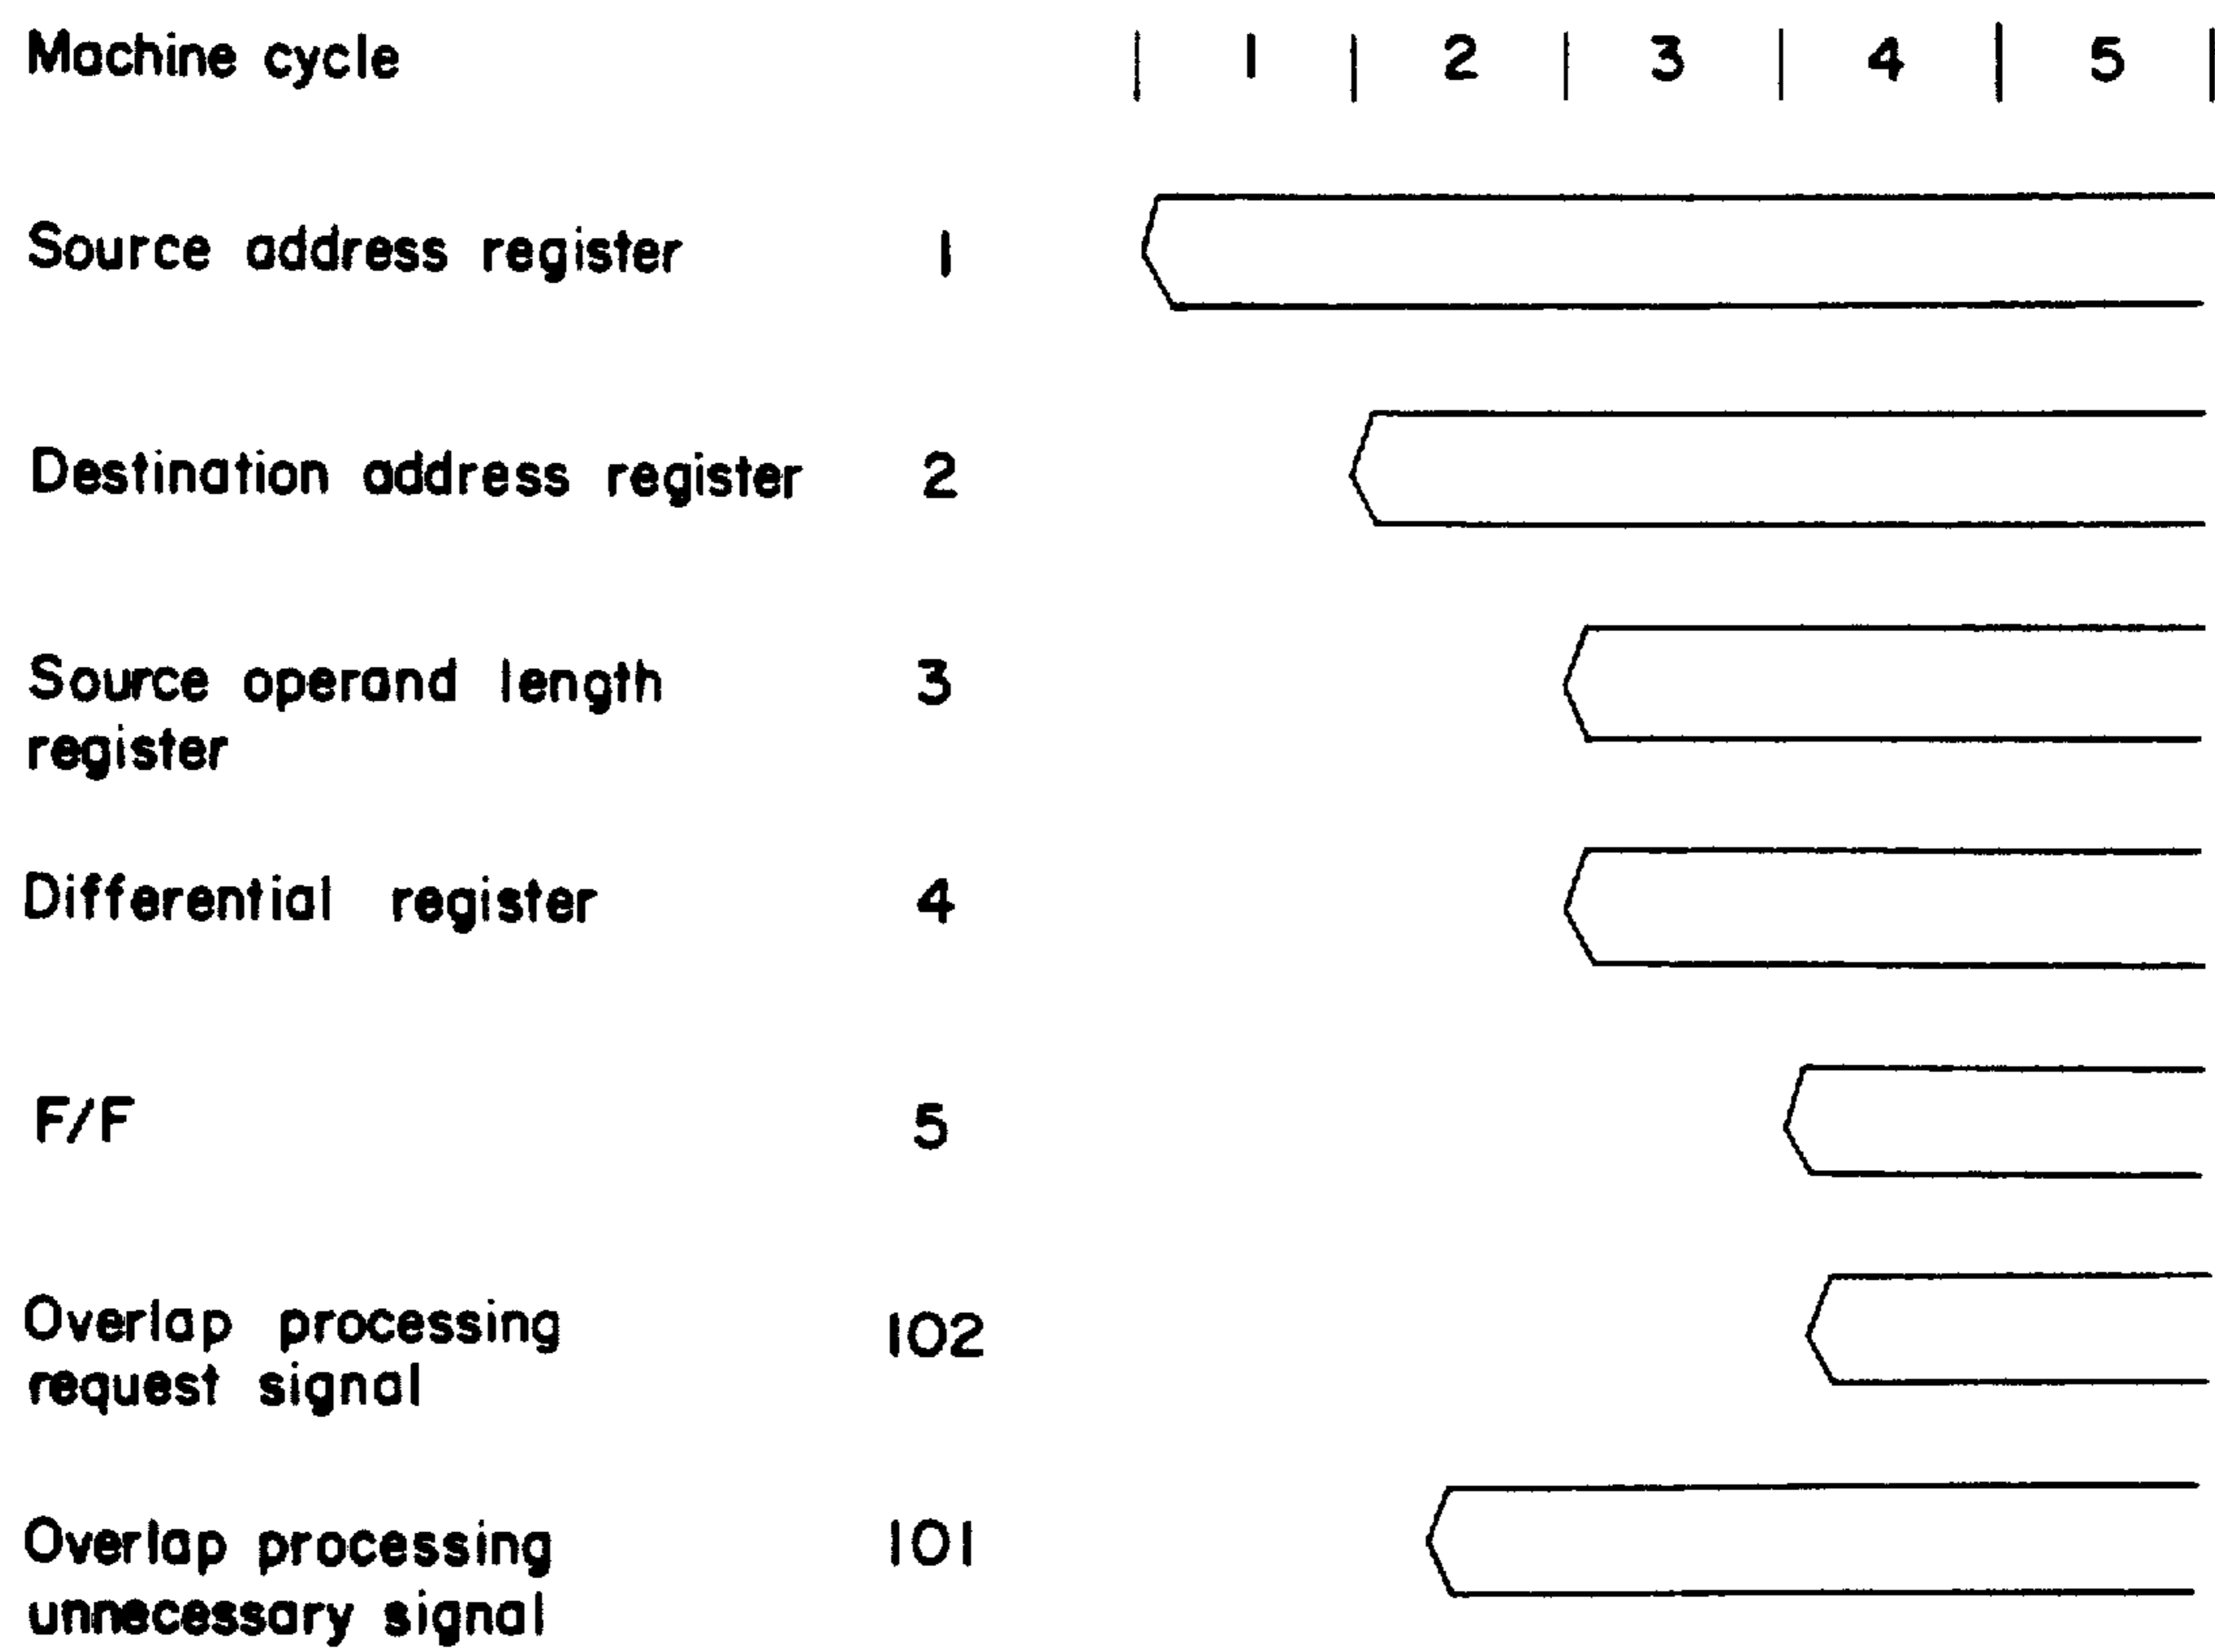 Machine cycle | 1 | 2 | 3 | 4 | 5 |
Source address register 1
Destination address register 2
Source operand length 3
register
Differential register 4
F/F 5
Overlap processing 102
request signal
Overlap processing 101
unnecessary signal